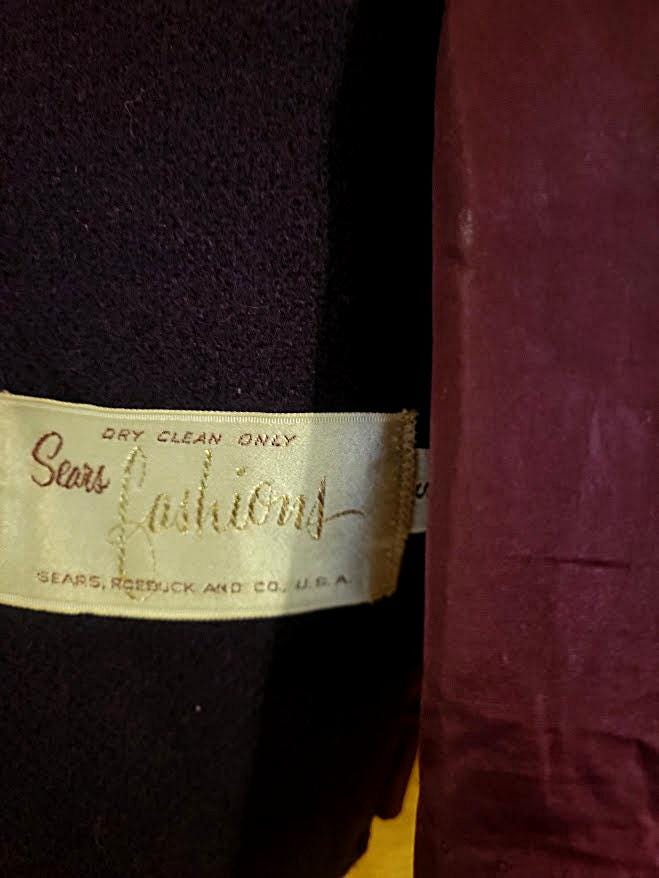 DRY CLEAN ONLY
Sears
fashions
SEARS, ROEBUCK AND CO., U.S.A.